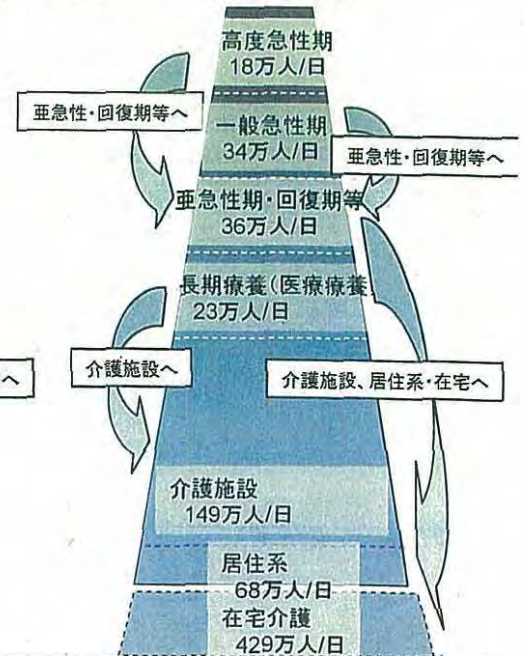 高度急性期
18万人/日
亜急性・回復期等へ
一般急性期
34万人/日
亜急性・回復期等へ
亜急性期・回復期等
36万人/日
長期療養(医療療養
23万人/日
へ
介護施設へ
介護施設、居住系・在宅へ
介護施設
149万人/日
居住系
68万人/日
在宅介護
429万人/日